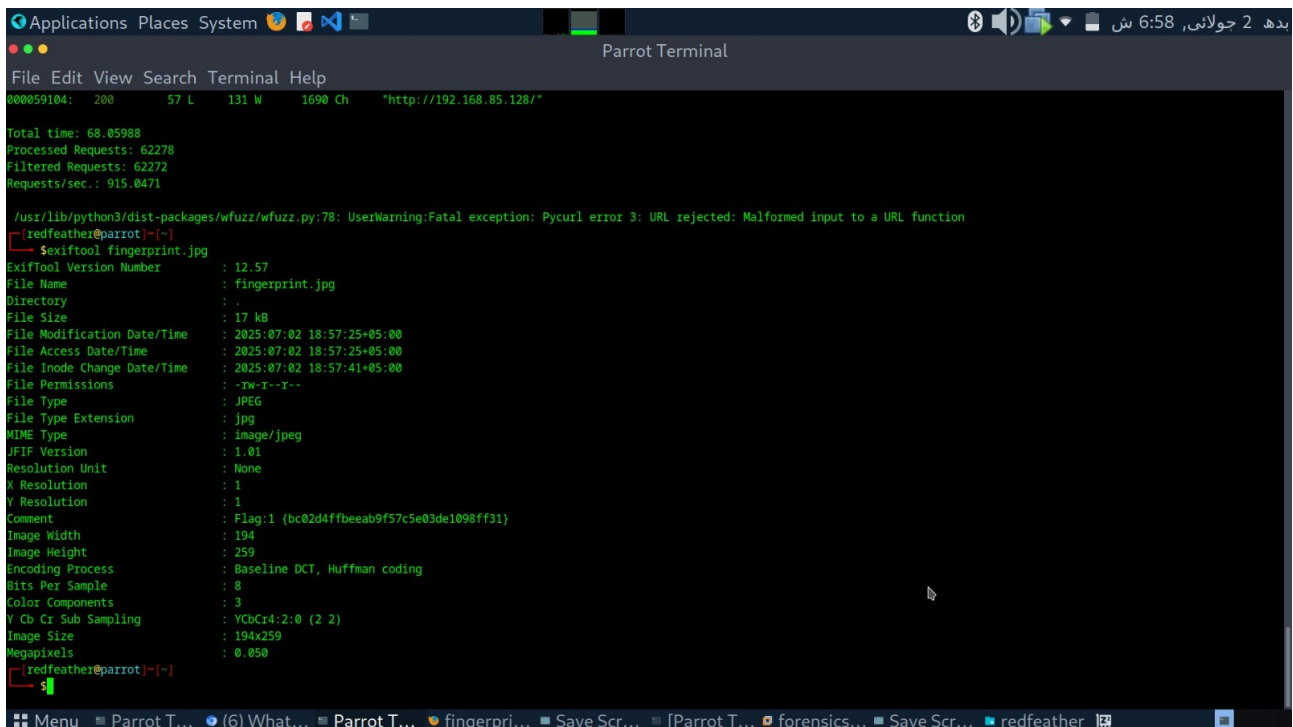 Applications Places System
بدھ 2 جولائی, 6:58 ش
Parrot Terminal
File Edit View Search Terminal Help
000059104: 200 57 L 131 W 1690 Ch "http://192.168.85.128/"
Total time: 68.05988
Processed Requests: 62278
Filtered Requests: 62272
Requests/sec.: 915.0471
/usr/lib/python3/dist-packages/wfuzz/wfuzz.py:78: UserWarning:Fatal exception: Pycurl error 3: URL rejected: Malformed input to a URL function
[redfeather@parrot]-[~]
$exiftool fingerprint.jpg
ExifTool Version Number : 12.57
File Name : fingerprint.jpg
Directory : .
File Size : 17 kB
File Modification Date/Time : 2025:07:02 18:57:25+05:00
File Access Date/Time : 2025:07:02 18:57:25+05:00
File Inode Change Date/Time : 2025:07:02 18:57:41+05:00
File Permissions : -rw-r--r--
File Type : JPEG
File Type Extension : jpg
MIME Type : image/jpeg
JFIF Version : 1.01
Resolution Unit : None
X Resolution : 1
Y Resolution : 1
Comment : Flag:1 {bc02d4ffbeeab9f57c5e03de1098ff31}
Image Width : 194
Image Height : 259
Encoding Process : Baseline DCT, Huffman coding
Bits Per Sample : 8
Color Components : 3
Y Cb Cr Sub Sampling : YCbCr4:2:0 (2 2)
Image Size : 194x259
Megapixels : 0.050
[redfeather@parrot]-[~]
$
Menu Parrot T... (6) What... Parrot T... fingerpri... Save Scr... [Parrot T... forensics... Save Scr... redfeather